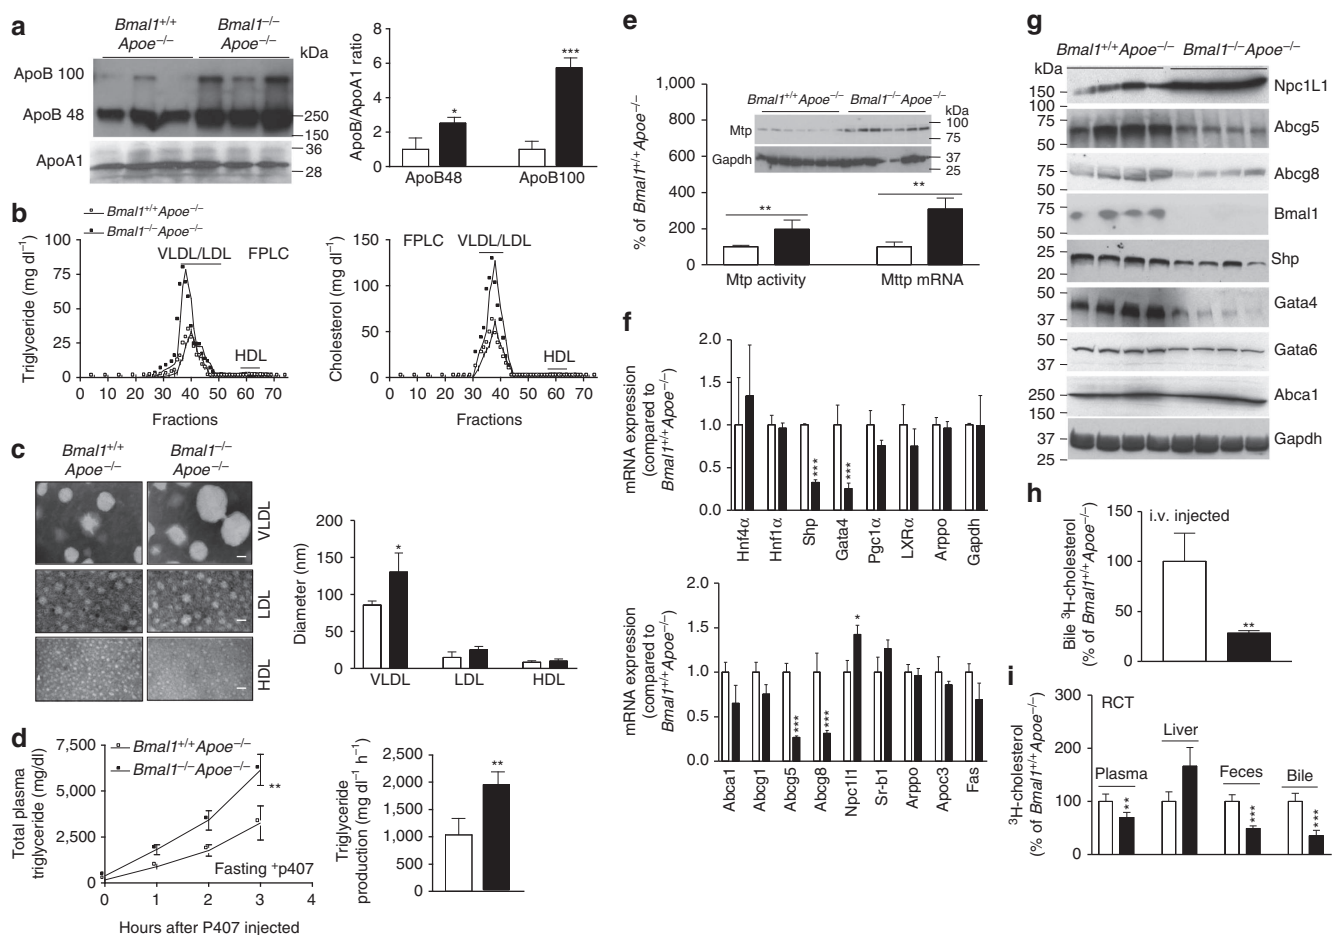 a
Bmal1+/+ Apoe–/–
Bmal1–/– Apoe–/–
kDa
ApoB 100
ApoB 48
ApoA1
250
150
36
28
ApoB/ApoA1 ratio
8
6
4
2
0
*
***
ApoB48
ApoB100
b
Bmal1+/+Apoe–/–
Bmal1–/–Apoe–/–
Triglyceride (mg dl–1)
100
75
50
25
0
VLDL/LDL
FPLC
HDL
0 10 20 30 40 50 60 70
Fractions
Cholesterol (mg dl–1)
150
100
50
0
FPLC
VLDL/LDL
HDL
0 10 20 30 40 50 60 70
Fractions
c
Bmal1+/+ Apoe–/–
Bmal1–/– Apoe–/–
VLDL
LDL
HDL
Diameter (nm)
200
150
100
50
0
*
VLDL
LDL
HDL
d
Total plasma triglyceride (mg/dl)
7,500
5,000
2,500
0
Bmal1+/+Apoe–/–
Bmal1–/–Apoe–/–
**
Fasting +p407
0 1 2 3 4
Hours after P407 injected
Triglyceride production (mg dl–1 h–1)
2,500
2,000
1,500
1,000
500
0
**
e
% of Bmal1+/+Apoe–/–
1,000
800
600
400
200
0
Bmal1+/+Apoe–/–
Bmal1–/–Apoe–/–
kDa
Mtp
100
75
Gapdh
37
25
**
**
Mtp activity
Mttp mRNA
f
mRNA expression (compared to Bmal1+/+Apoe–/–)
2.0
1.5
1.0
0.5
0.0
***
***
Hnf4α
Hnf1α
Shp
Gata4
Pgc1α
LXRα
Arppo
Gapdh
mRNA expression (compared to Bmal1+/+Apoe–/–)
2.0
1.5
1.0
0.5
0.0
***
***
*
Abca1
Abcg1
Abcg5
Abcg8
Npc1l1
Sr-b1
Arppo
Apoc3
Fas
g
Bmal1+/+Apoe–/–
Bmal1–/–Apoe–/–
kDa
150
100
Npc1L1
75
50
Abcg5
75
50
Abcg8
75
50
Bmal1
25
20
Shp
50
37
Gata4
50
37
Gata6
250
150
Abca1
37
25
Gapdh
h
Bile 3H-cholesterol (% of Bmal1+/+Apoe–/–)
150
100
50
0
i.v. injected
**
i
3H-cholesterol (% of Bmal1+/+Apoe–/–)
300
200
100
0
RCT
Plasma
Liver
Feces
Bile
**
***
***